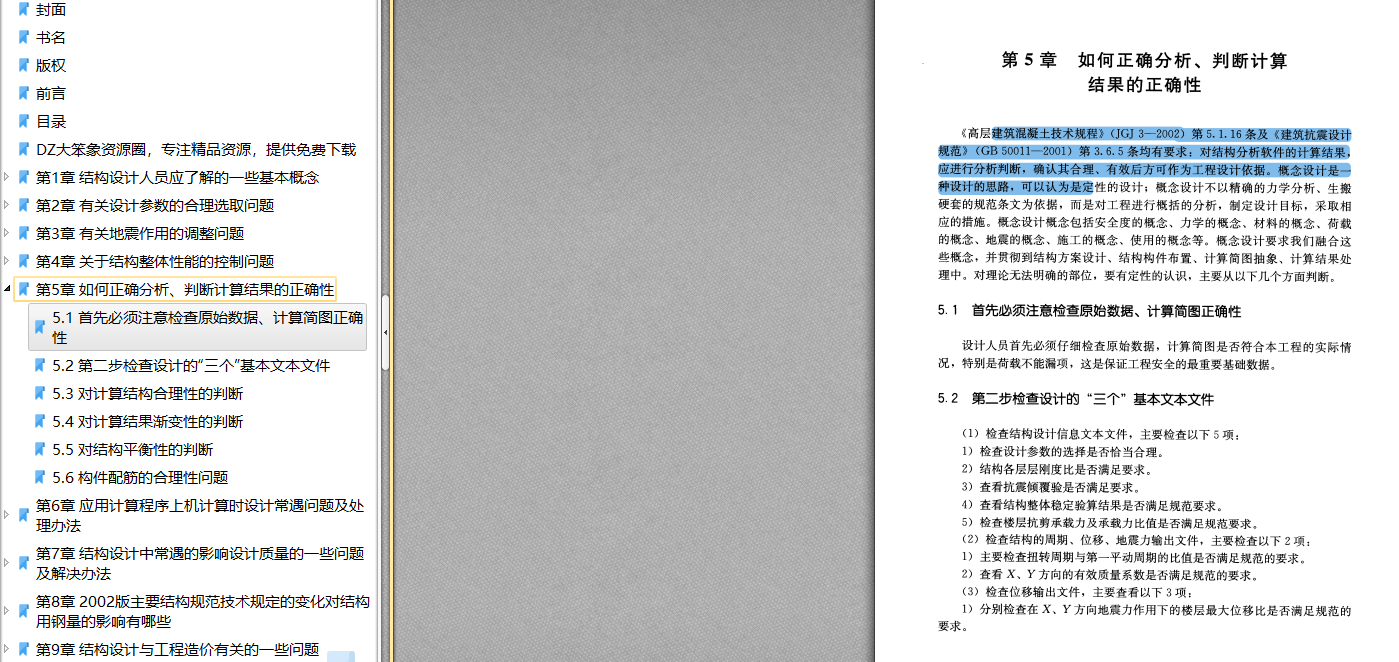 封面
书名
版权
前言
目录
DZ大笨象资源圈，专注精品资源，提供免费下载
第1章 结构设计人员应了解的一些基本概念
第2章 有关设计参数的合理选取问题
第3章 有关地震作用的调整问题
第4章 关于结构整体性能的控制问题
第5章 如何正确分析、判断计算结果的正确性
5.1 首先必须注意检查原始数据、计算简图正确
性
5.2 第二步检查设计的“三个”基本文本文件
5.3 对计算结构合理性的判断
5.4 对计算结果渐变性的判断
5.5 对结构平衡性的判断
5.6 构件配筋的合理性问题
第6章 应用计算程序上机计算时设计常遇问题及处
理办法
第7章 结构设计中常遇的影响设计质量的一些问题
及解决办法
第8章 2002版主要结构规范技术规定的变化对结构
用钢量的影响有哪些
第9章 结构设计与工程造价有关的一些问题
第 5 章 如何正确分析、判断计算
结果的正确性
《高层建筑混凝土技术规程》（JGJ 3—2002）第 5.1.16 条及《建筑抗震设计
规范》（GB 50011—2001）第 3.6.5 条均有要求：对结构分析软件的计算结果，
应进行分析判断，确认其合理、有效后方可作为工程设计依据。概念设计是一
种设计的思路，可以认为是定性的设计；概念设计不以精确的力学分析、生搬
硬套的规范条文为依据，而是对工程进行概括的分析，制定设计目标，采取相
应的措施。概念设计概念包括安全度的概念、力学的概念、材料的概念、荷载
的概念、地震的概念、施工的概念、使用的概念等。概念设计要求我们融合这
些概念，并贯彻到结构方案设计、结构构件布置、计算简图抽象、计算结果处
理中。对理论无法明确的部位，要有定性的认识，主要从以下几个方面判断。
5.1 首先必须注意检查原始数据、计算简图正确性
设计人员首先必须仔细检查原始数据，计算简图是否符合本工程的实际情
况，特别是荷载不能漏项，这是保证工程安全的最重要基础数据。
5.2 第二步检查设计的“三个”基本文本文件
（1）检查结构设计信息文本文件，主要检查以下 5 项：
1）检查设计参数的选择是否恰当合理。
2）结构各层层刚度比是否满足要求。
3）查看抗震倾覆验是否满足要求。
4）查看结构整体稳定验算结果是否满足规范要求。
5）检查楼层抗剪承载力及承载力比值是否满足规范要求。
（2）检查结构的周期、位移、地震力输出文件，主要检查以下 2 项：
1）主要检查扭转周期与第一平动周期的比值是否满足规范的要求。
2）查看 X、Y 方向的有效质量系数是否满足规范的要求。
（3）检查位移输出文件，主要查看以下 3 项：
1）分别检查在 X、Y 方向地震力作用下的楼层最大位移比是否满足规范的
要求。